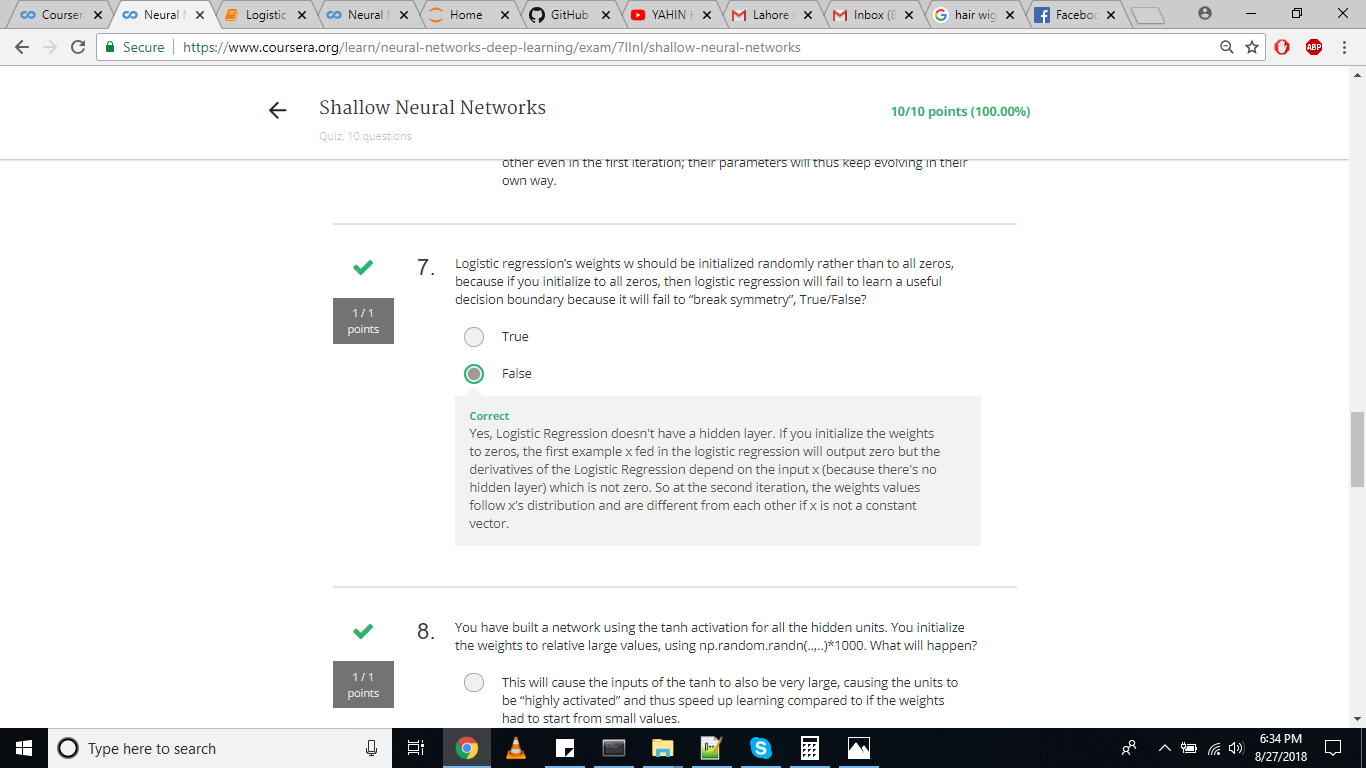 Coursera
Neural N
Logistic
Neural N
Home
GitHub
YAHIN
Lahore
Inbox (8
hair wig
Faceboo
Secure
https://www.coursera.org/learn/neural-networks-deep-learning/exam/7IInl/shallow-neural-networks
ABP
Shallow Neural Networks
10/10 points (100.00%)
Quiz, 10 questions
other even in the first iteration; their parameters will thus keep evolving in their
own way.
7.
Logistic regression’s weights w should be initialized randomly rather than to all zeros,
because if you initialize to all zeros, then logistic regression will fail to learn a useful
decision boundary because it will fail to “break symmetry”, True/False?
1 / 1
points
True
False
Correct
Yes, Logistic Regression doesn't have a hidden layer. If you initialize the weights
to zeros, the first example x fed in the logistic regression will output zero but the
derivatives of the Logistic Regression depend on the input x (because there's no
hidden layer) which is not zero. So at the second iteration, the weights values
follow x's distribution and are different from each other if x is not a constant
vector.
8.
You have built a network using the tanh activation for all the hidden units. You initialize
the weights to relative large values, using np.random.randn(..,..)*1000. What will happen?
1 / 1
points
This will cause the inputs of the tanh to also be very large, causing the units to
be “highly activated” and thus speed up learning compared to if the weights
had to start from small values.
Type here to search
6:34 PM
8/27/2018